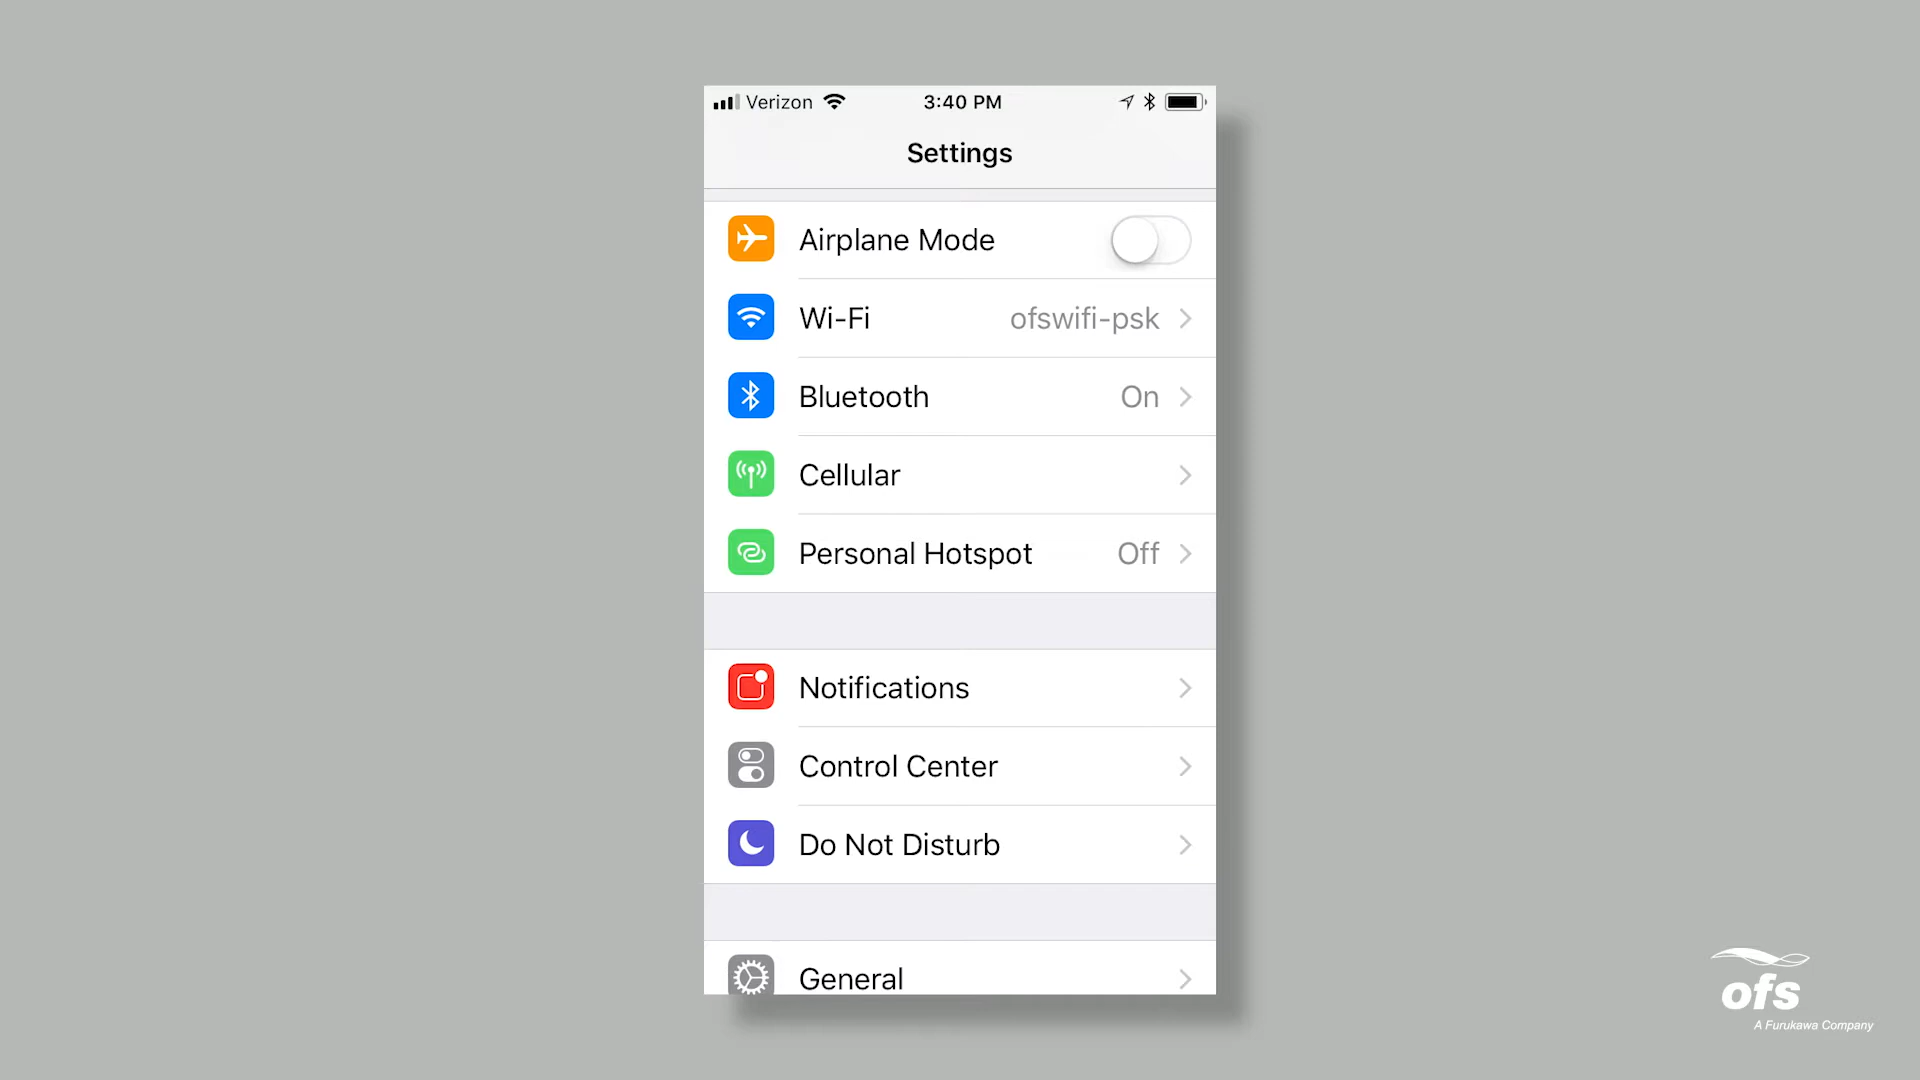 Verizon 3:40 PM
Settings
Airplane Mode
Wi-Fi ofswifi-psk
Bluetooth On
Cellular
Personal Hotspot Off
Notifications
Control Center
Do Not Disturb
General
ofs
A Furukawa Company